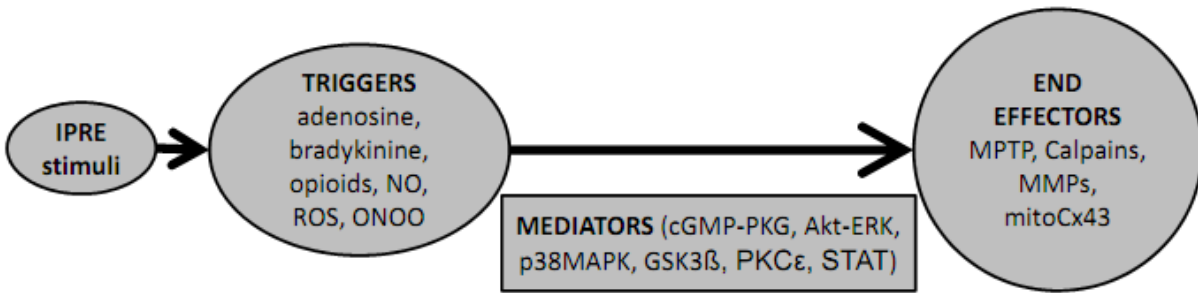 IPRE
stimuli
TRIGGERS
adenosine,
bradykinine,
opioids, NO,
ROS, ONOO
MEDIATORS (cGMP-PKG, Akt-ERK,
p38MAPK, GSK3ß, PKCε, STAT)
END
EFFECTORS
MPTP, Calpains,
MMPs,
mitoCx43